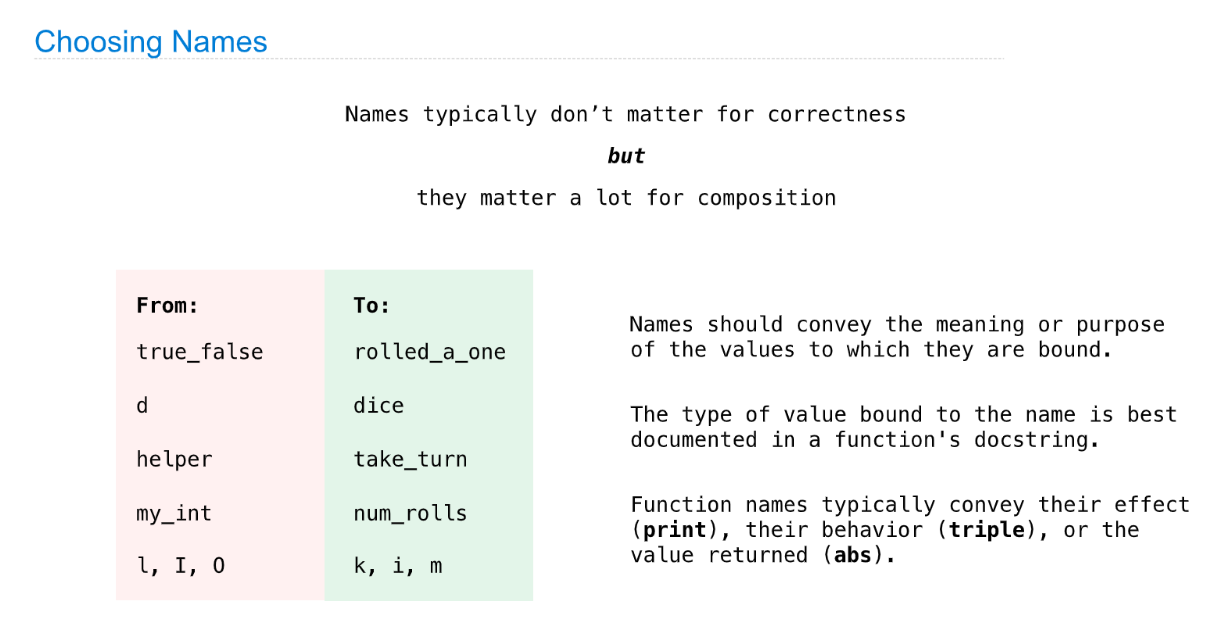 Choosing Names
Names typically don’t matter for correctness
but
they matter a lot for composition
From:
To:
true_false
rolled_a_one
d
dice
helper
take_turn
my_int
num_rolls
l, I, O
k, i, m
Names should convey the meaning or purpose
of the values to which they are bound.
The type of value bound to the name is best
documented in a function's docstring.
Function names typically convey their effect
(print), their behavior (triple), or the
value returned (abs).